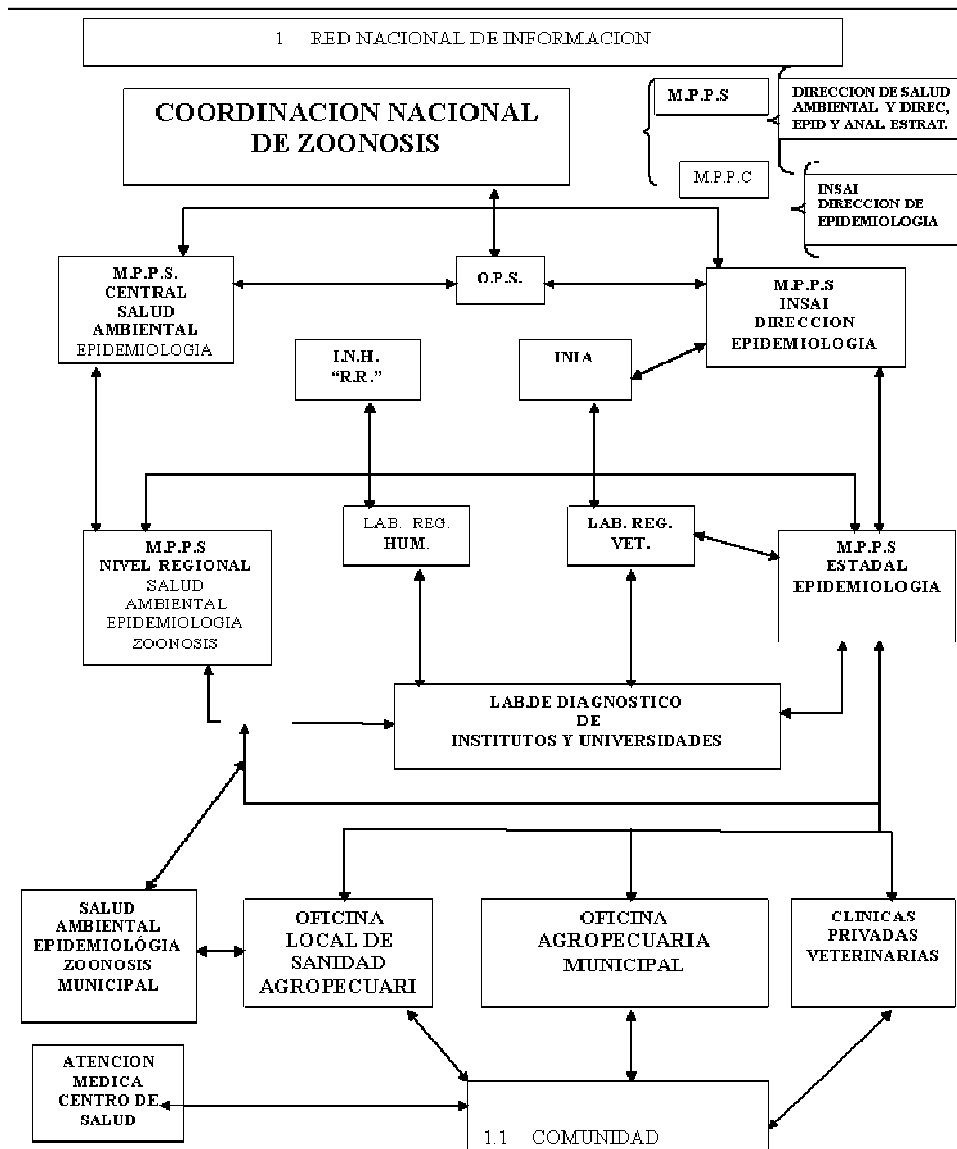 1 RED NACIONAL DE INFORMACION
COORDINACION NACIONAL
DE ZOONOSIS
M.P.P.S
DIRECCION DE SALUD
AMBIENTAL Y DIREC,
EPID Y ANAL. ESTRAT.
M.P.P.C
INSAI
DIRECCION DE
EPIDEMIOLOGIA
M.P.P.S.
CENTRAL
SALUD
AMBIENTAL
EPIDEMIOLOGIA
O.P.S.
M.P.P.S
INSAI
DIRECCION
EPIDEMIOLOGIA
I.N.H.
“R.R.”
INIA
M.P.P.S
NIVEL REGIONAL
SALUD
AMBIENTAL
EPIDEMIOLOGIA
ZOONOSIS
LAB. REG.
HUM.
LAB. REG.
VET.
M.P.P.S
ESTADAL
EPIDEMIOLOGIA
LAB.DE DIAGNOSTICO
DE
INSTITUTOS Y UNIVERSIDADES
SALUD
AMBIENTAL
EPIDEMIOLÓGIA
ZOONOSIS
MUNICIPAL
OFICINA
LOCAL DE
SANIDAD
AGROPECUARI
OFICINA
AGROPECUARIA
MUNICIPAL
CLINICAS
PRIVADAS
VETERINARIAS
ATENCION
MEDICA
CENTRO DE
SALUD
1.1 COMUNIDAD